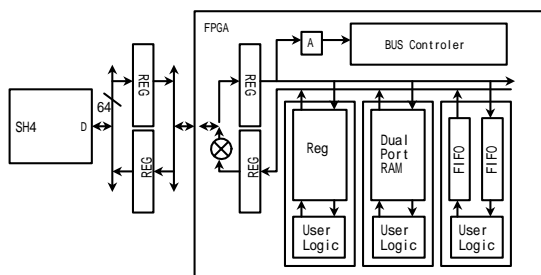 FPGA
A
BUS Controler
REG
REG
64
SH4
D
REG
REG
Reg
Dual
Port
RAM
FIFO
FIFO
User
Logic
User
Logic
User
Logic